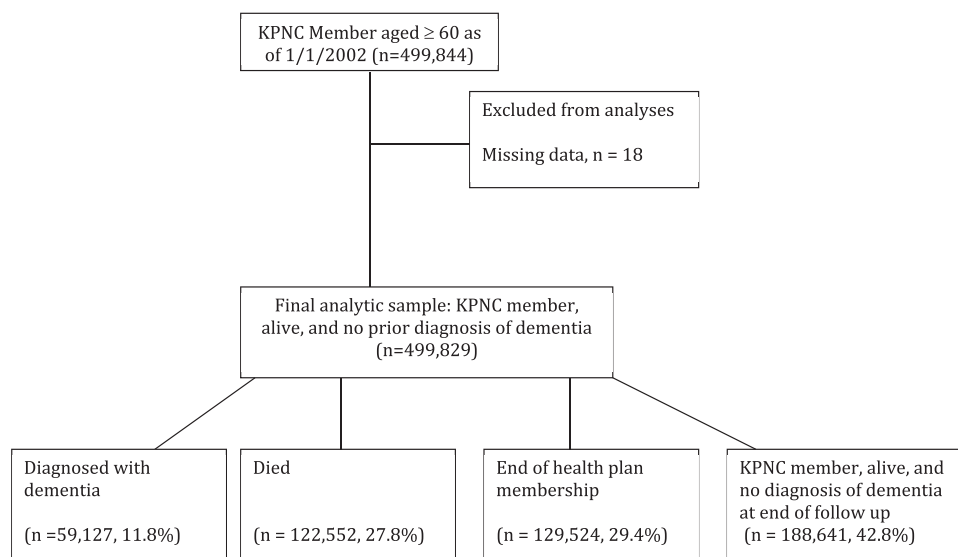 KPNC Member aged ≥ 60 as
of 1/1/2002 (n=499,844)
Excluded from analyses
Missing data, n = 18
Final analytic sample: KPNC member,
alive, and no prior diagnosis of dementia
(n=499,829)
Diagnosed with
dementia
(n =59,127, 11.8%)
Died
(n = 122,552, 27.8%)
End of health plan
membership
(n = 129,524, 29.4%)
KPNC member, alive, and
no diagnosis of dementia
at end of follow up
(n = 188,641, 42.8%)